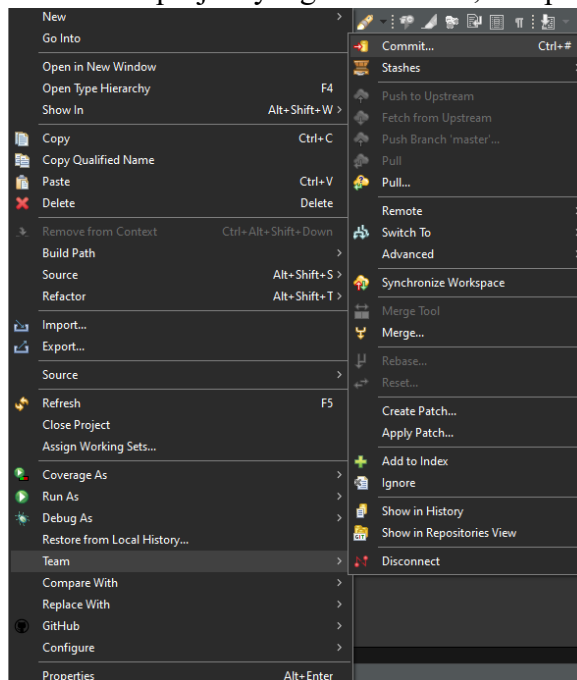 New
Go Into
Open in New Window
Open Type Hierarchy F4
Show In Alt+Shift+W >
Copy Ctrl+C
Copy Qualified Name
Paste Ctrl+V
Delete Delete
Remove from Context Ctrl+Alt+Shift+Down
Build Path
Source Alt+Shift+S >
Refactor Alt+Shift+T >
Import...
Export...
Source
Refresh F5
Close Project
Assign Working Sets...
Coverage As
Run As
Debug As
Restore from Local History...
Team
Compare With
Replace With
GitHub
Configure
Properties Alt+Enter
Commit... Ctrl+#
Stashes
Push to Upstream
Fetch from Upstream
Push Branch 'master'...
Pull
Pull...
Remote
Switch To
Advanced
Synchronize Workspace
Merge Tool
Merge...
Rebase...
Reset...
Create Patch...
Apply Patch...
Add to Index
Ignore
Show in History
Show in Repositories View
Disconnect